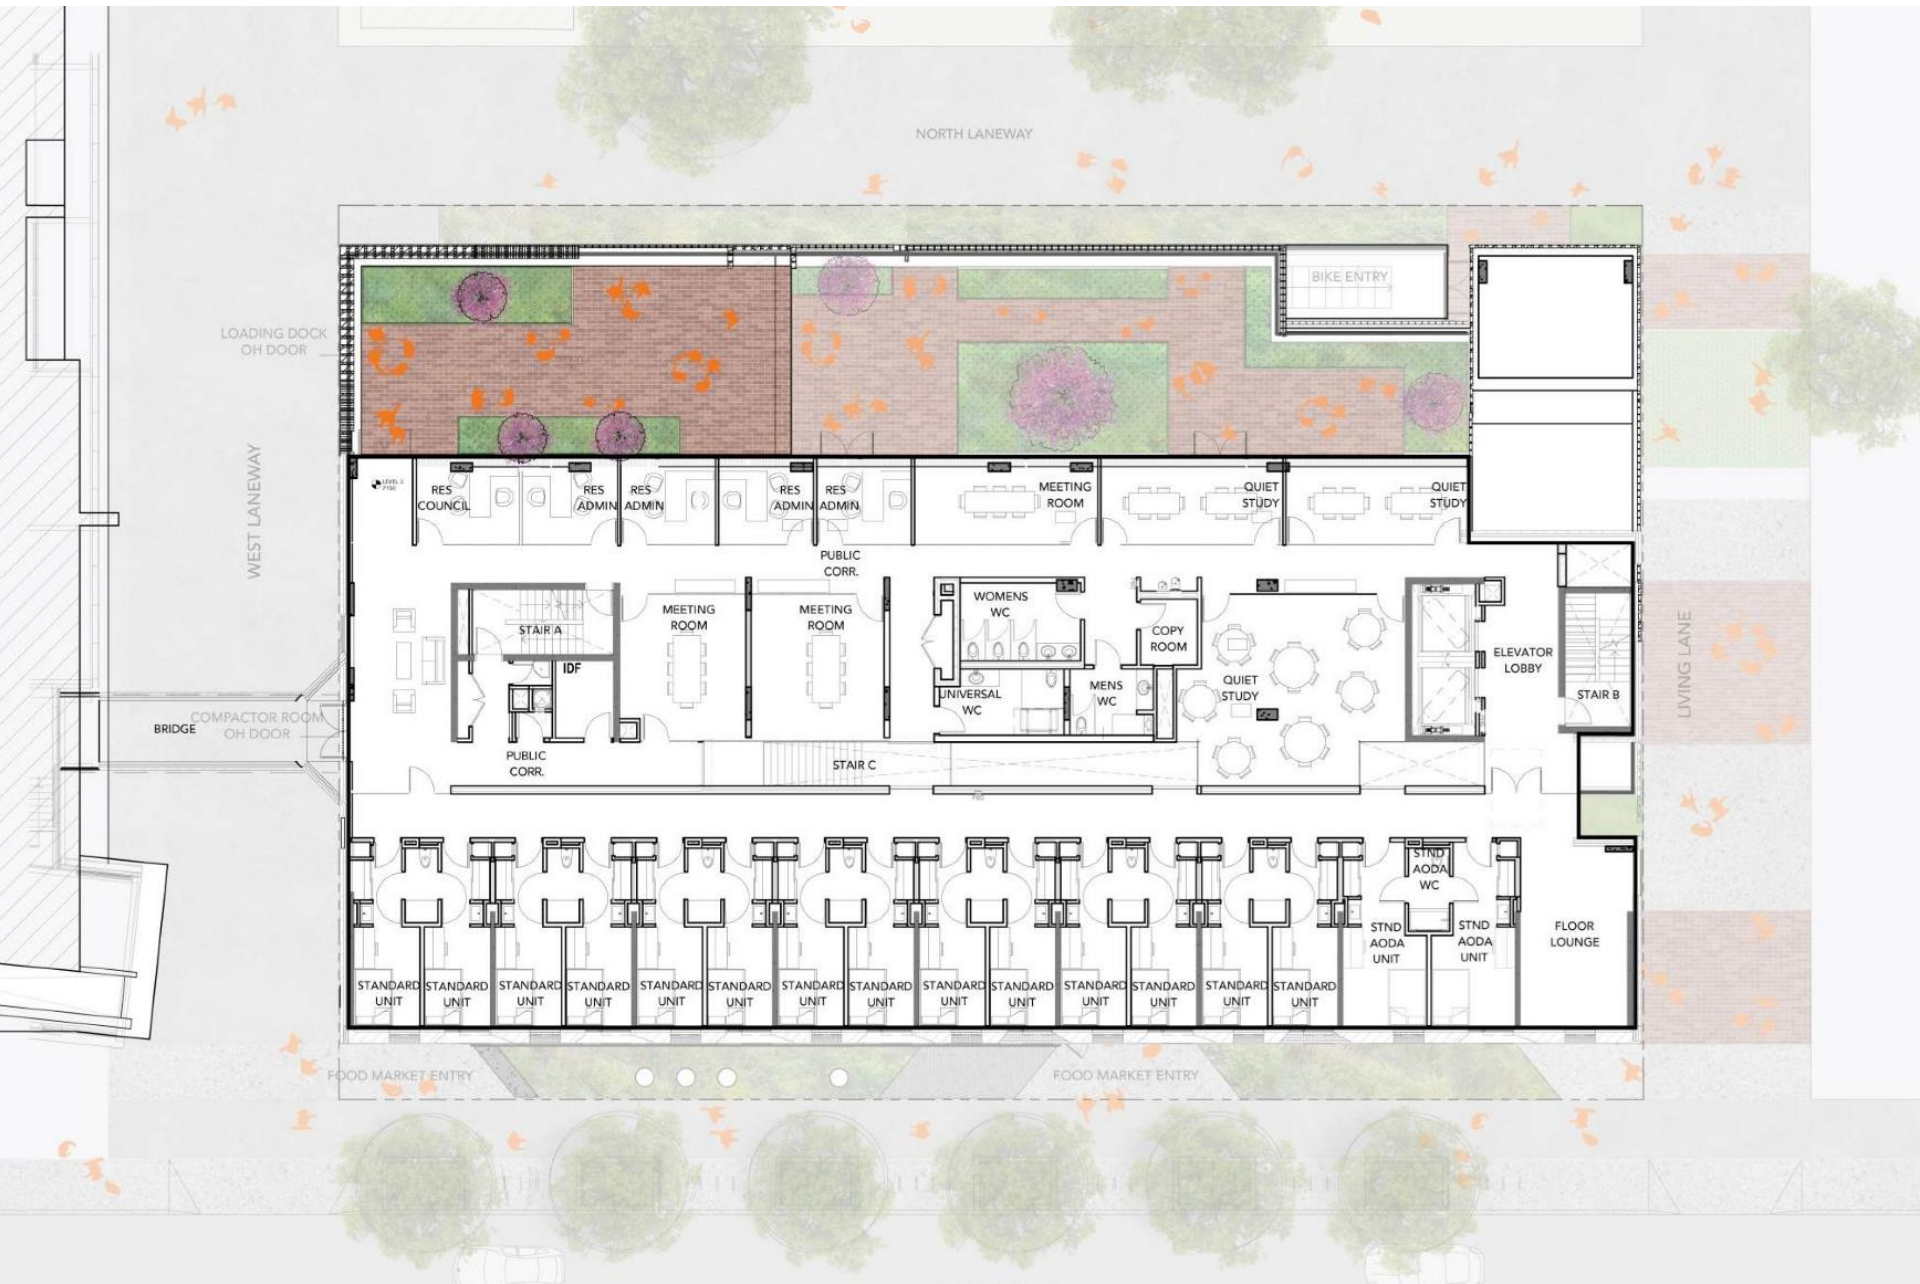 NORTH LANEWAY
BIKE ENTRY
LOADING DOCK
OH DOOR
WEST LANEWAY
RES
COUNCIL
RES
ADMIN
RES
ADMIN
RES
ADMIN
RES
ADMIN
MEETING
ROOM
QUIET
STUDY
QUIET
STUDY
PUBLIC
CORR.
STAIR A
IDF
MEETING
ROOM
MEETING
ROOM
WOMENS
WC
COPY
ROOM
UNIVERSAL
WC
MENS
WC
QUIET
STUDY
ELEVATOR
LOBBY
STAIR B
LIVING LANE
BRIDGE
COMPACTOR ROOM
OH DOOR
PUBLIC
CORR.
STAIR C
STND
AODA
WC
STND
AODA
UNIT
STND
AODA
UNIT
FLOOR
LOUNGE
STANDARD
UNIT
STANDARD
UNIT
STANDARD
UNIT
STANDARD
UNIT
STANDARD
UNIT
STANDARD
UNIT
STANDARD
UNIT
STANDARD
UNIT
STANDARD
UNIT
STANDARD
UNIT
STANDARD
UNIT
STANDARD
UNIT
STANDARD
UNIT
STANDARD
UNIT
FOOD MARKET ENTRY
FOOD MARKET ENTRY